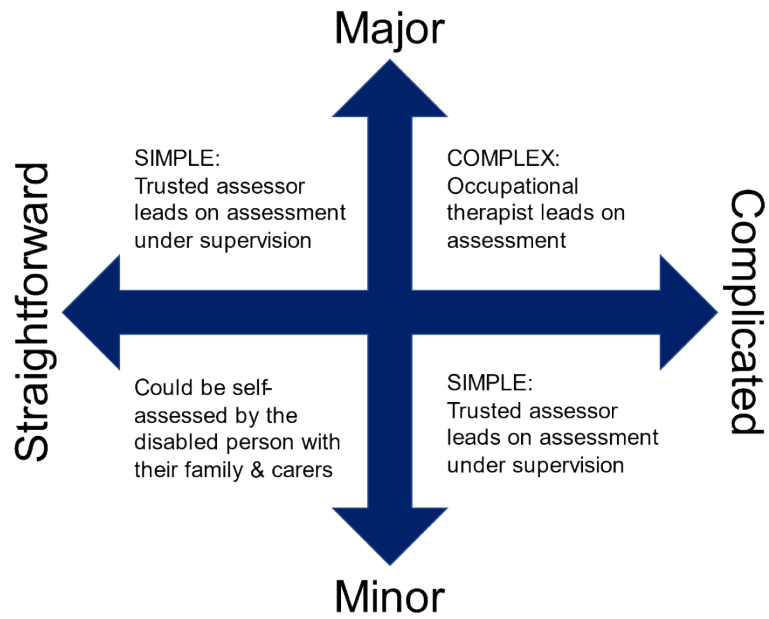 Major
Straightforward
SIMPLE:
Trusted assessor
leads on assessment
under supervision
COMPLEX:
Occupational
therapist leads on
assessment
Complicated
Could be self-
assessed by the
disabled person with
their family & carers
SIMPLE:
Trusted assessor
leads on assessment
under supervision
Minor